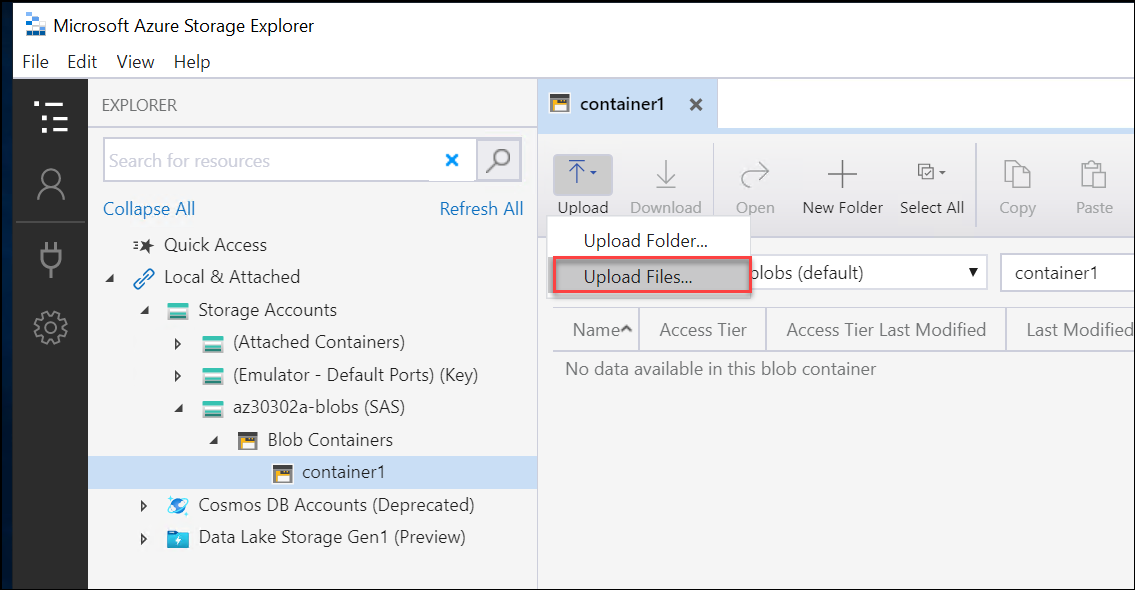 Microsoft Azure Storage Explorer
File Edit View Help
EXPLORER
Search for resources
Collapse All Refresh All
Quick Access
Local & Attached
Storage Accounts
(Attached Containers)
(Emulator - Default Ports) (Key)
az30302a-blobs (SAS)
Blob Containers
container1
Cosmos DB Accounts (Deprecated)
Data Lake Storage Gen1 (Preview)
container1
Upload Download Open New Folder Select All Copy Paste
Upload Folder...
Upload Files...
blobs (default) container1
Name Access Tier Access Tier Last Modified Last Modified
No data available in this blob container